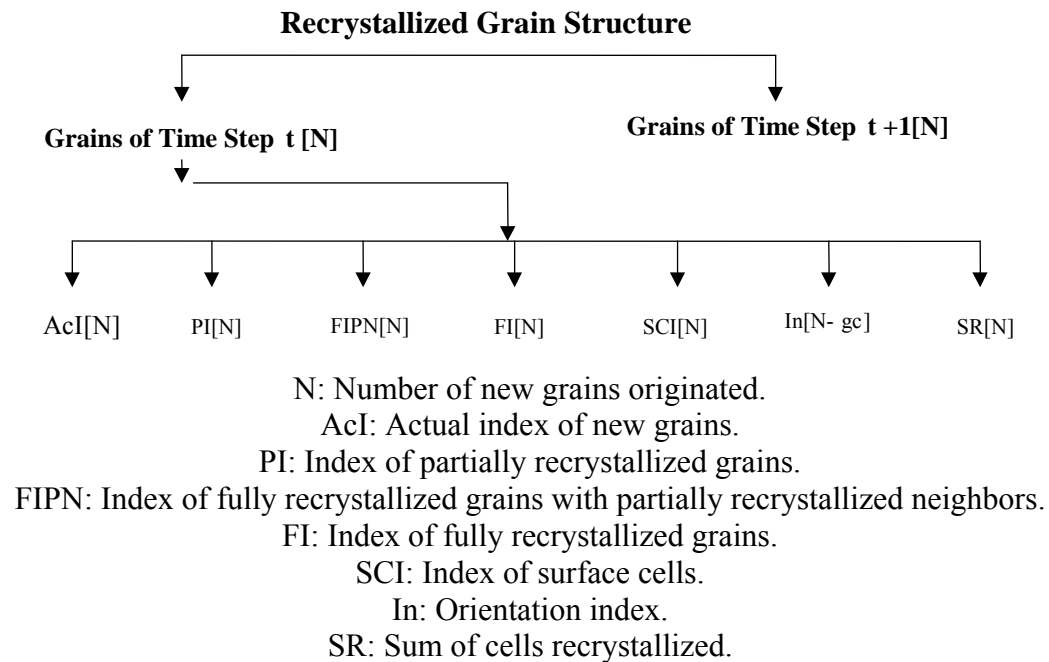 Recrystallized Grain Structure
Grains of Time Step t [N]
Grains of Time Step t +1[N]
AcI[N]
PI[N]
FIPN[N]
FI[N]
SCI[N]
In[N- gc]
SR[N]
N: Number of new grains originated.
AcI: Actual index of new grains.
PI: Index of partially recrystallized grains.
FIPN: Index of fully recrystallized grains with partially recrystallized neighbors.
FI: Index of fully recrystallized grains.
SCI: Index of surface cells.
In: Orientation index.
SR: Sum of cells recrystallized.